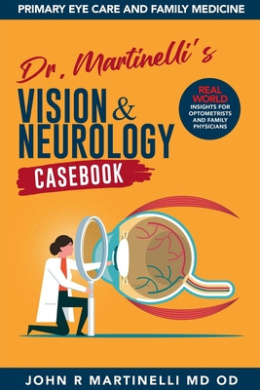 PRIMARY EYE CARE AND FAMILY MEDICINE
Dr. Martinelli's
VISION &
NEUROLOGY
CASEBOOK
REAL
WORLD
INSIGHTS FOR
OPTOMETRISTS
AND FAMILY
PHYSICIANS
JOHN R MARTINELLI MD OD